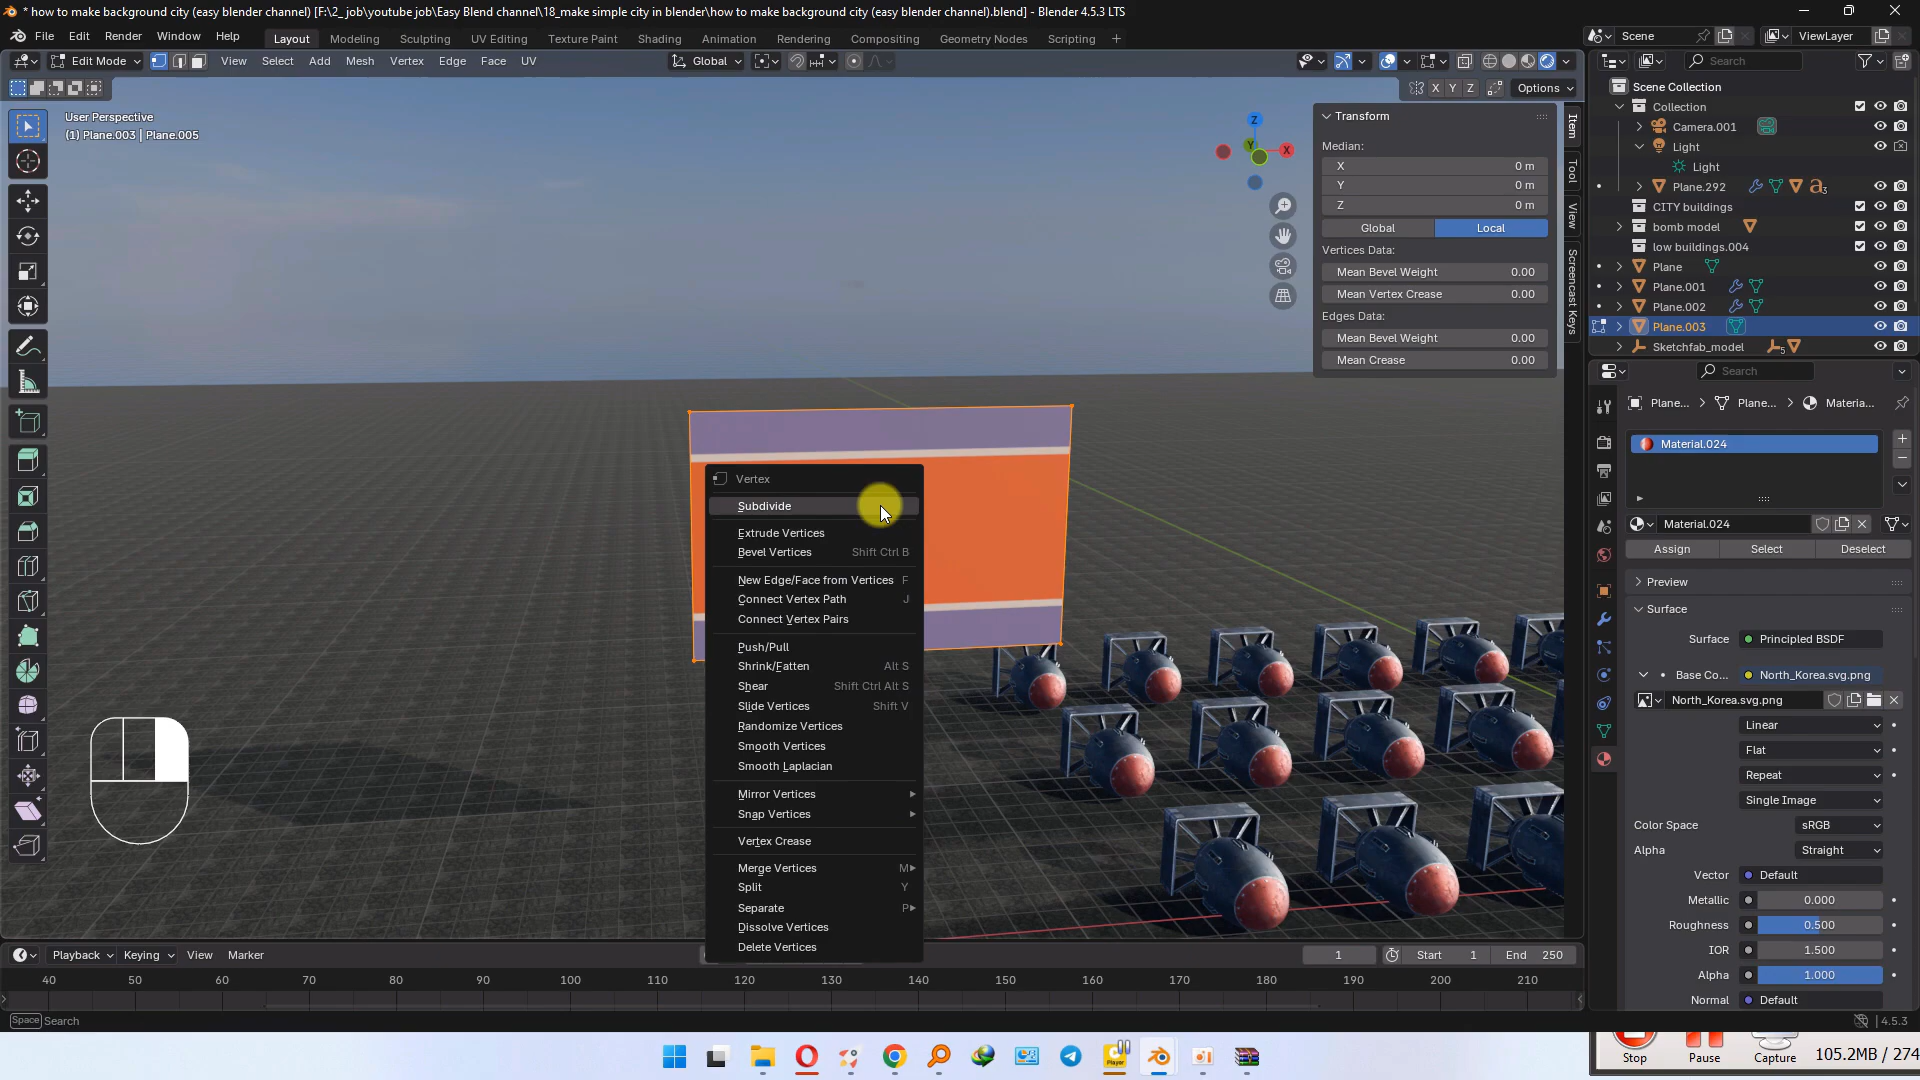 * how to make background city (easy blender channel) [F:\2_ job\youtube job\Easy Blend channel\18_make simple city in blender\how to make background city (easy blender channel).blend] - Blender 4.5.3 LTS
File Edit Render Window Help
Layout Modeling Sculpting UV Editing Texture Paint Shading Animation Rendering Compositing Geometry Nodes Scripting +
Scene
ViewLayer
Edit Mode
View Select Add Mesh Vertex Edge Face UV
Global
Search
X Y Z
Options
User Perspective
(1) Plane.003 | Plane.005
Z
Y
X
Transform
Median:
X 0 m
Y 0 m
Z 0 m
Global Local
Vertices Data:
Mean Bevel Weight 0.00
Mean Vertex Crease 0.00
Edges Data:
Mean Bevel Weight 0.00
Mean Crease 0.00
Item
Tool
View
Screencast Keys
Scene Collection
Collection
Camera.001
Light
Light
Plane.292
3
CITY buildings
bomb model
low buildings.004
Plane
Plane.001
Plane.002
Plane.003
Sketchfab_model
5
Search
Plane... > Plane... > Materia...
Material.024
Material.024
Assign Select Deselect
Preview
Surface
Surface Principled BSDF
Base Co... North_Korea.svg.png
North_Korea.svg.png
Linear
Flat
Repeat
Single Image
Color Space sRGB
Alpha Straight
Vector Default
Metallic 0.000
Roughness 0.500
IOR 1.500
Alpha 1.000
Normal Default
Vertex
Subdivide
Extrude Vertices
Bevel Vertices Shift Ctrl B
New Edge/Face from Vertices F
Connect Vertex Path J
Connect Vertex Pairs
Push/Pull
Shrink/Fatten Alt S
Shear Shift Ctrl Alt S
Slide Vertices Shift V
Randomize Vertices
Smooth Vertices
Smooth Laplacian
Mirror Vertices
Snap Vertices
Vertex Crease
Merge Vertices M
Split Y
Separate P
Dissolve Vertices
Delete Vertices
Playback Keying View Marker
1
Start 1
End 250
40 50 60 70 80 90 100 110 120 130 140 150 160 170 180 190 200 210
Space Search
4.5.3
Stop Pause Capture 105.2MB / 274
Player